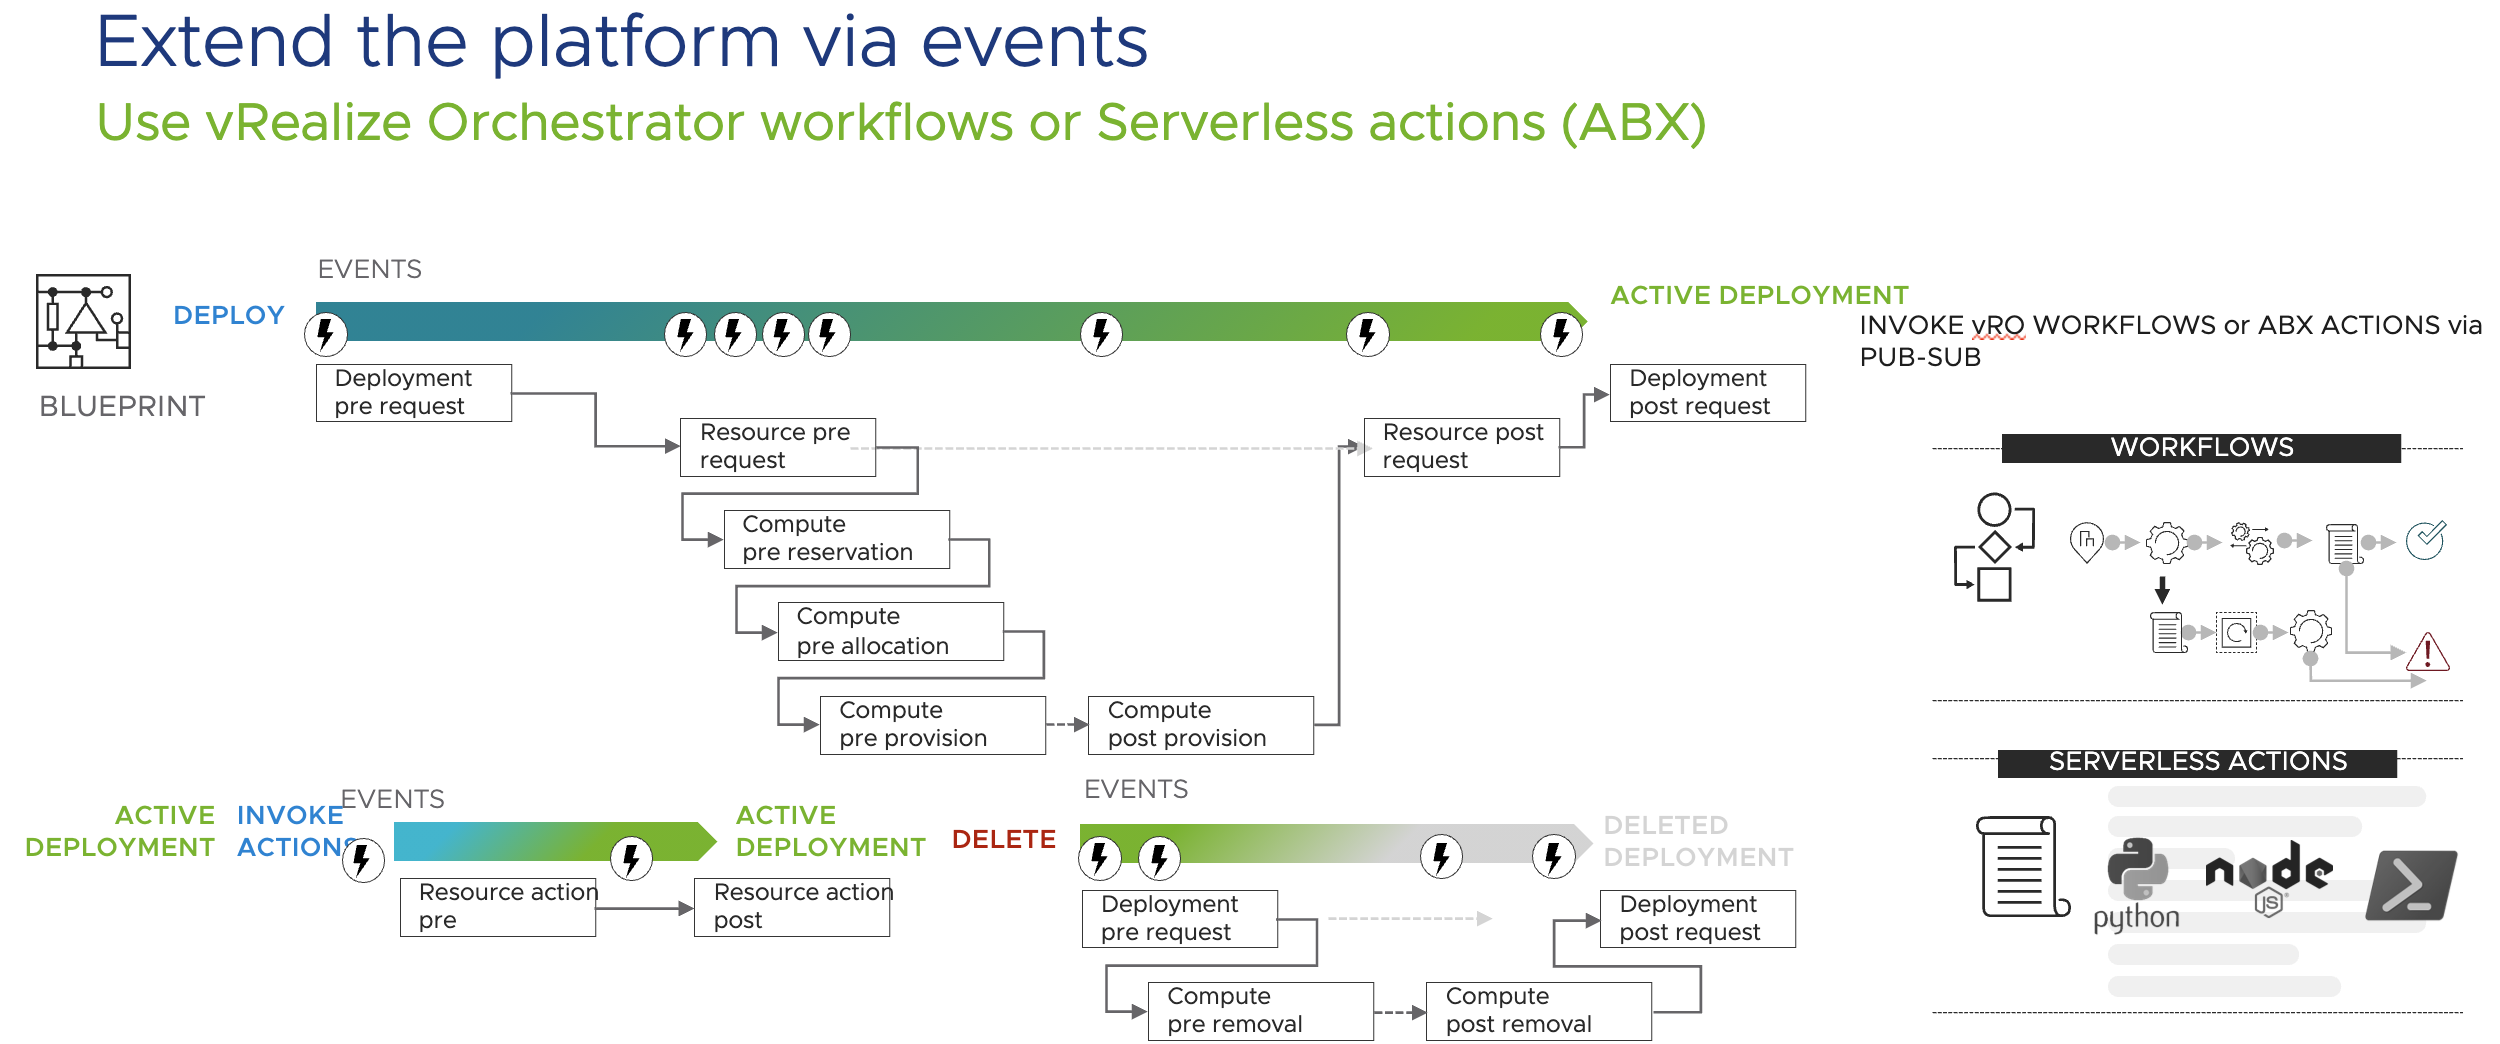 Extend the platform via events
Use vRealize Orchestrator workflows or Serverless actions (ABX)
EVENTS
DEPLOY
BLUEPRINT
ACTIVE DEPLOYMENT
INVOKE vRO WORKFLOWS or ABX ACTIONS via
PUB-SUB
Deployment
pre request
Resource pre
request
Compute
pre reservation
Compute
pre allocation
Compute
pre provision
Compute
post provision
Resource post
request
Deployment
post request
WORKFLOWS
SERVERLESS ACTIONS
python
node
JS
ACTIVE
DEPLOYMENT
INVOKE
ACTIONS
EVENTS
ACTIVE
DEPLOYMENT
Resource action
pre
Resource action
post
EVENTS
DELETE
DELETED
DEPLOYMENT
Deployment
pre request
Compute
pre removal
Compute
post removal
Deployment
post request